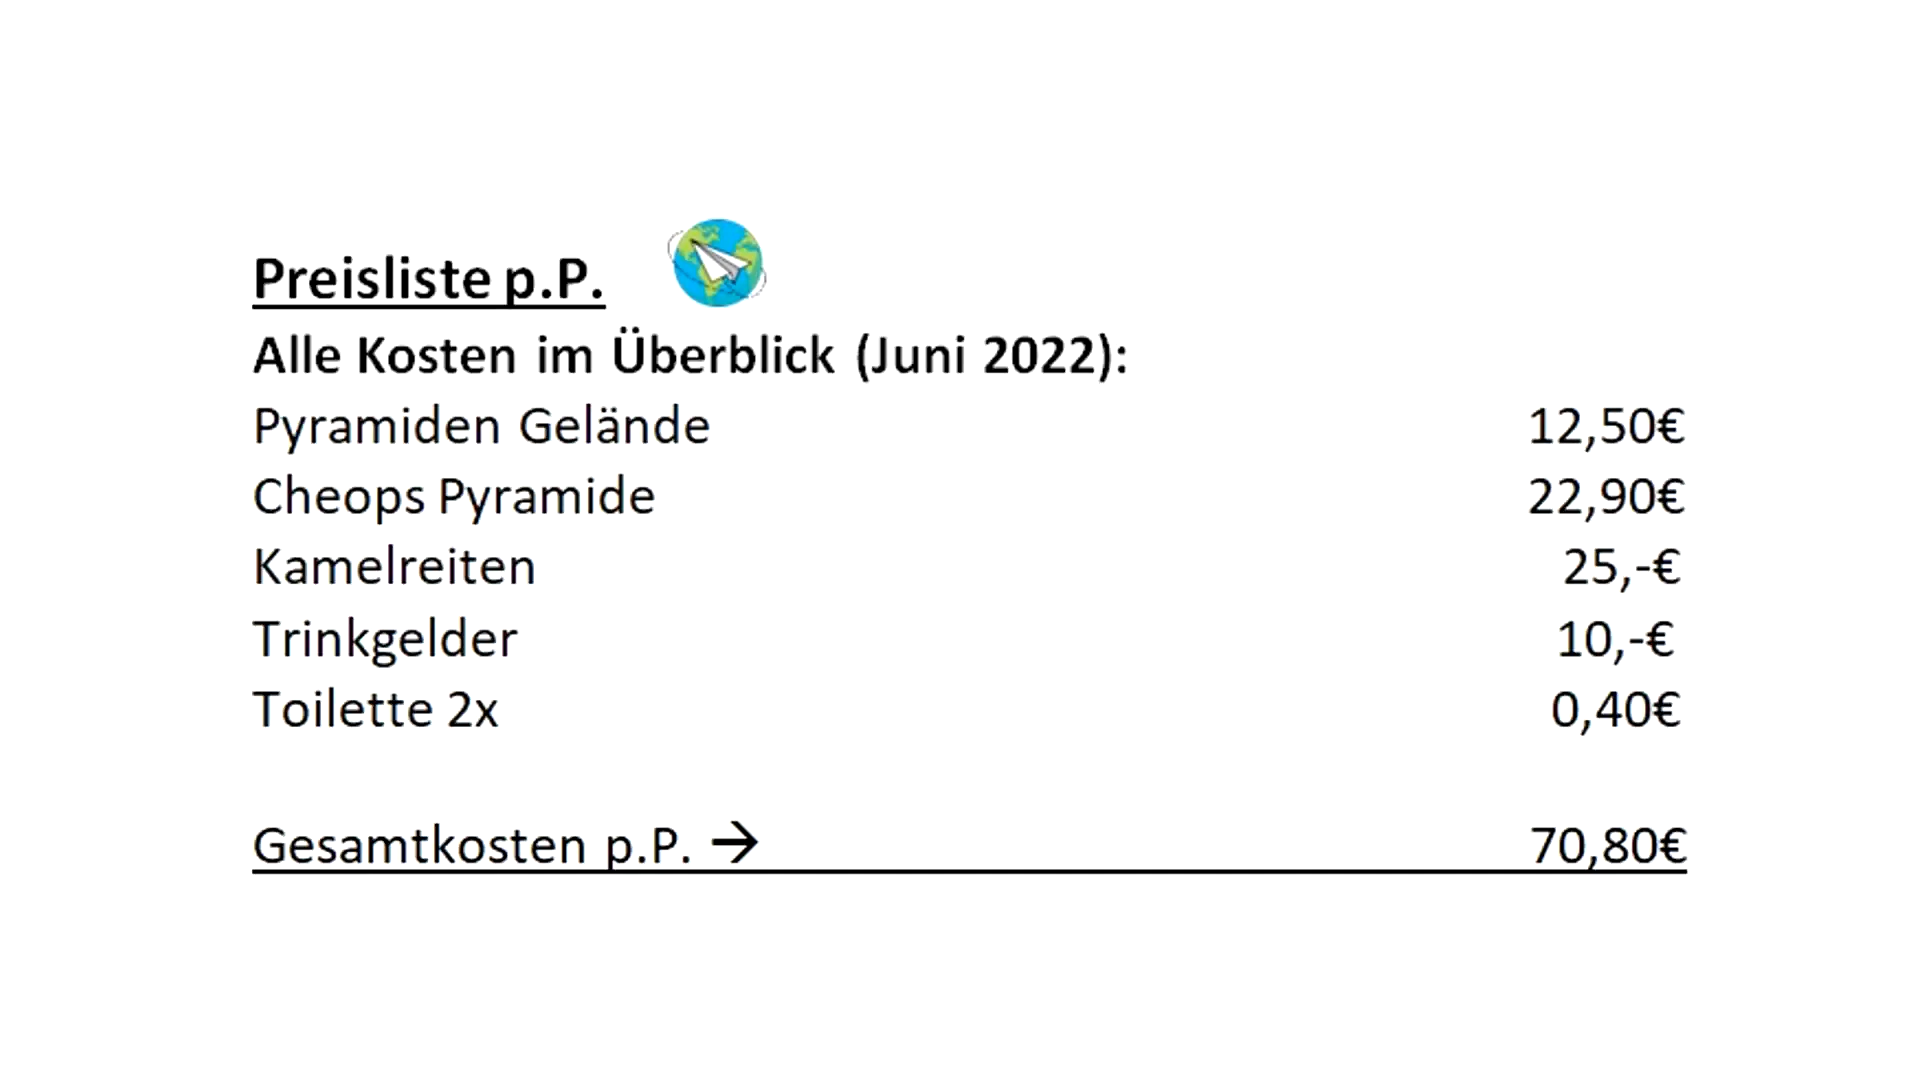 Preisliste p.P.
Alle Kosten im Überblick (Juni 2022):
Pyramiden Gelände 12,50€
Cheops Pyramide 22,90€
Kamelreiten 25,-€
Trinkgelder 10,-€
Toilette 2x 0,40€
Gesamtkosten p.P. → 70,80€